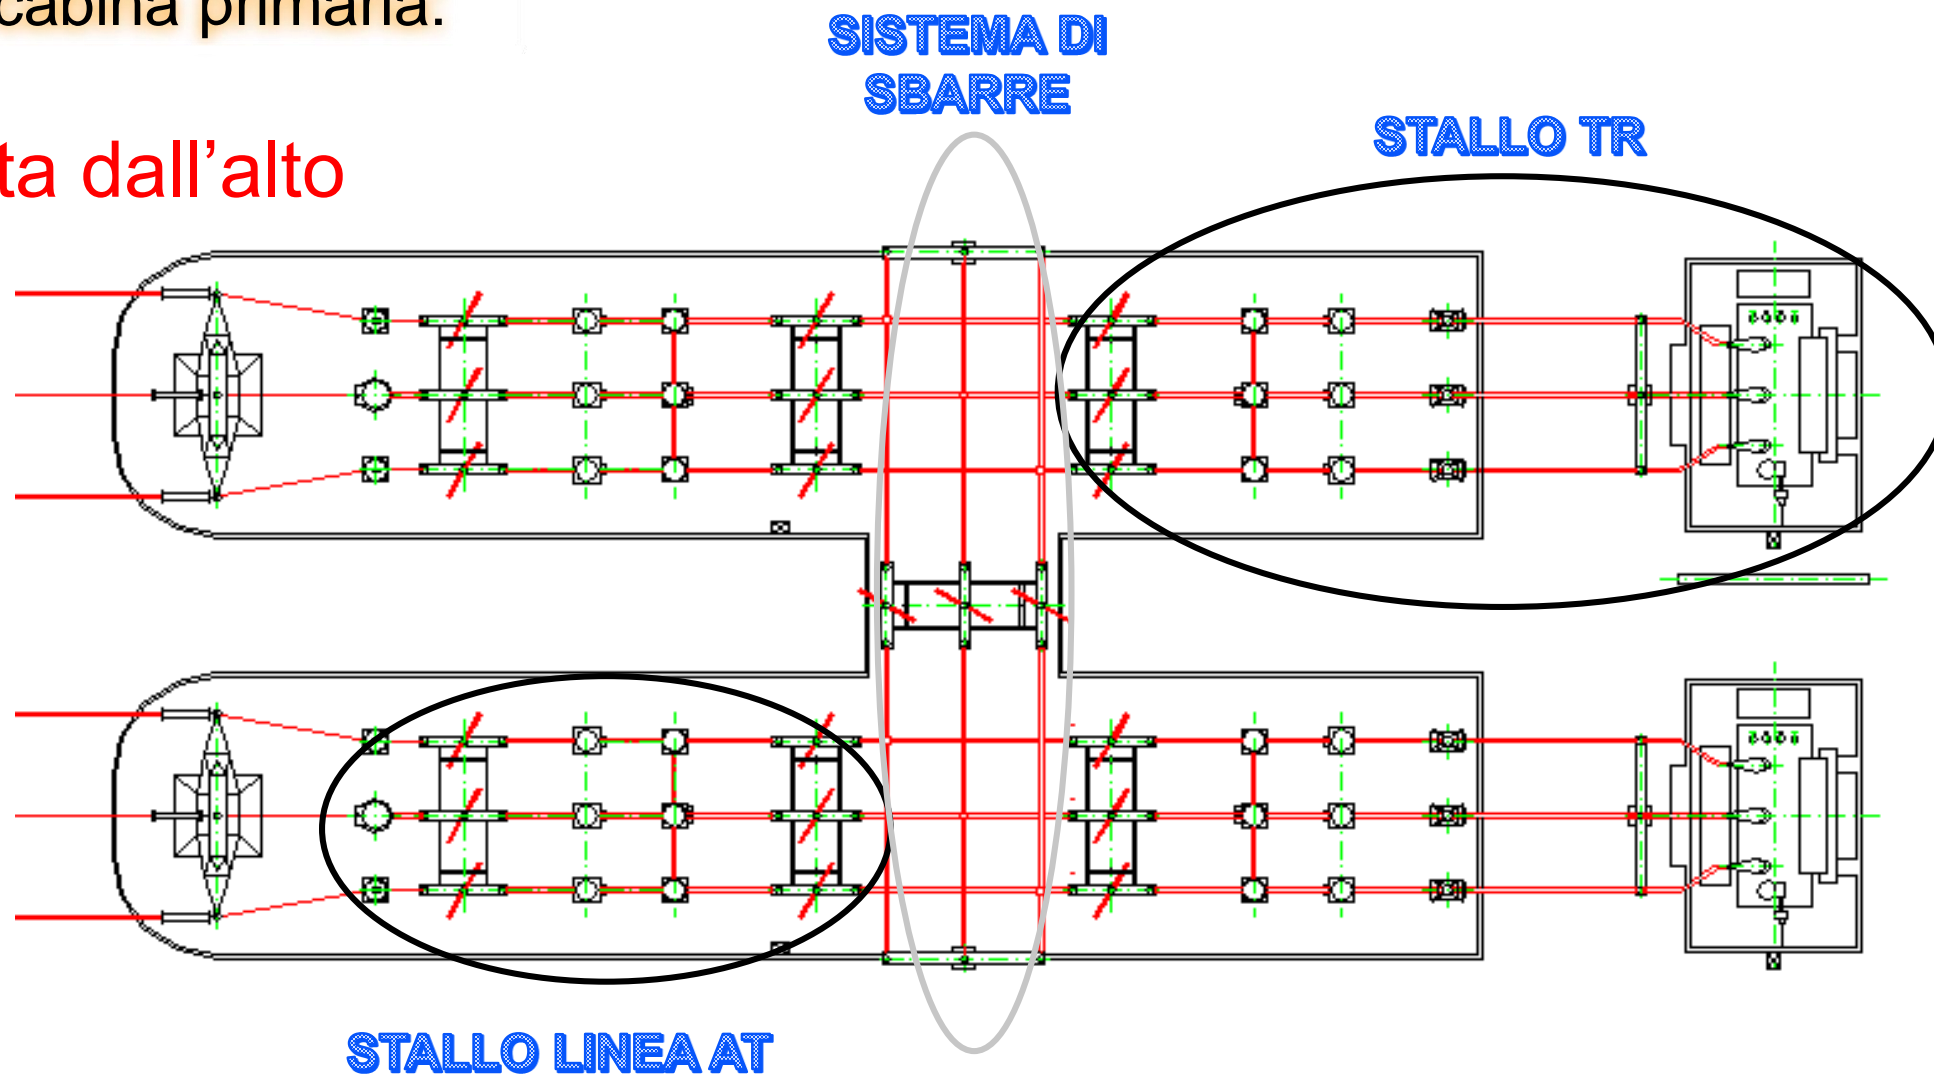 cabina primaria.
SISTEMA DI
SBARRE
STALLO TR
ta dall’alto
STALLO LINEA AT